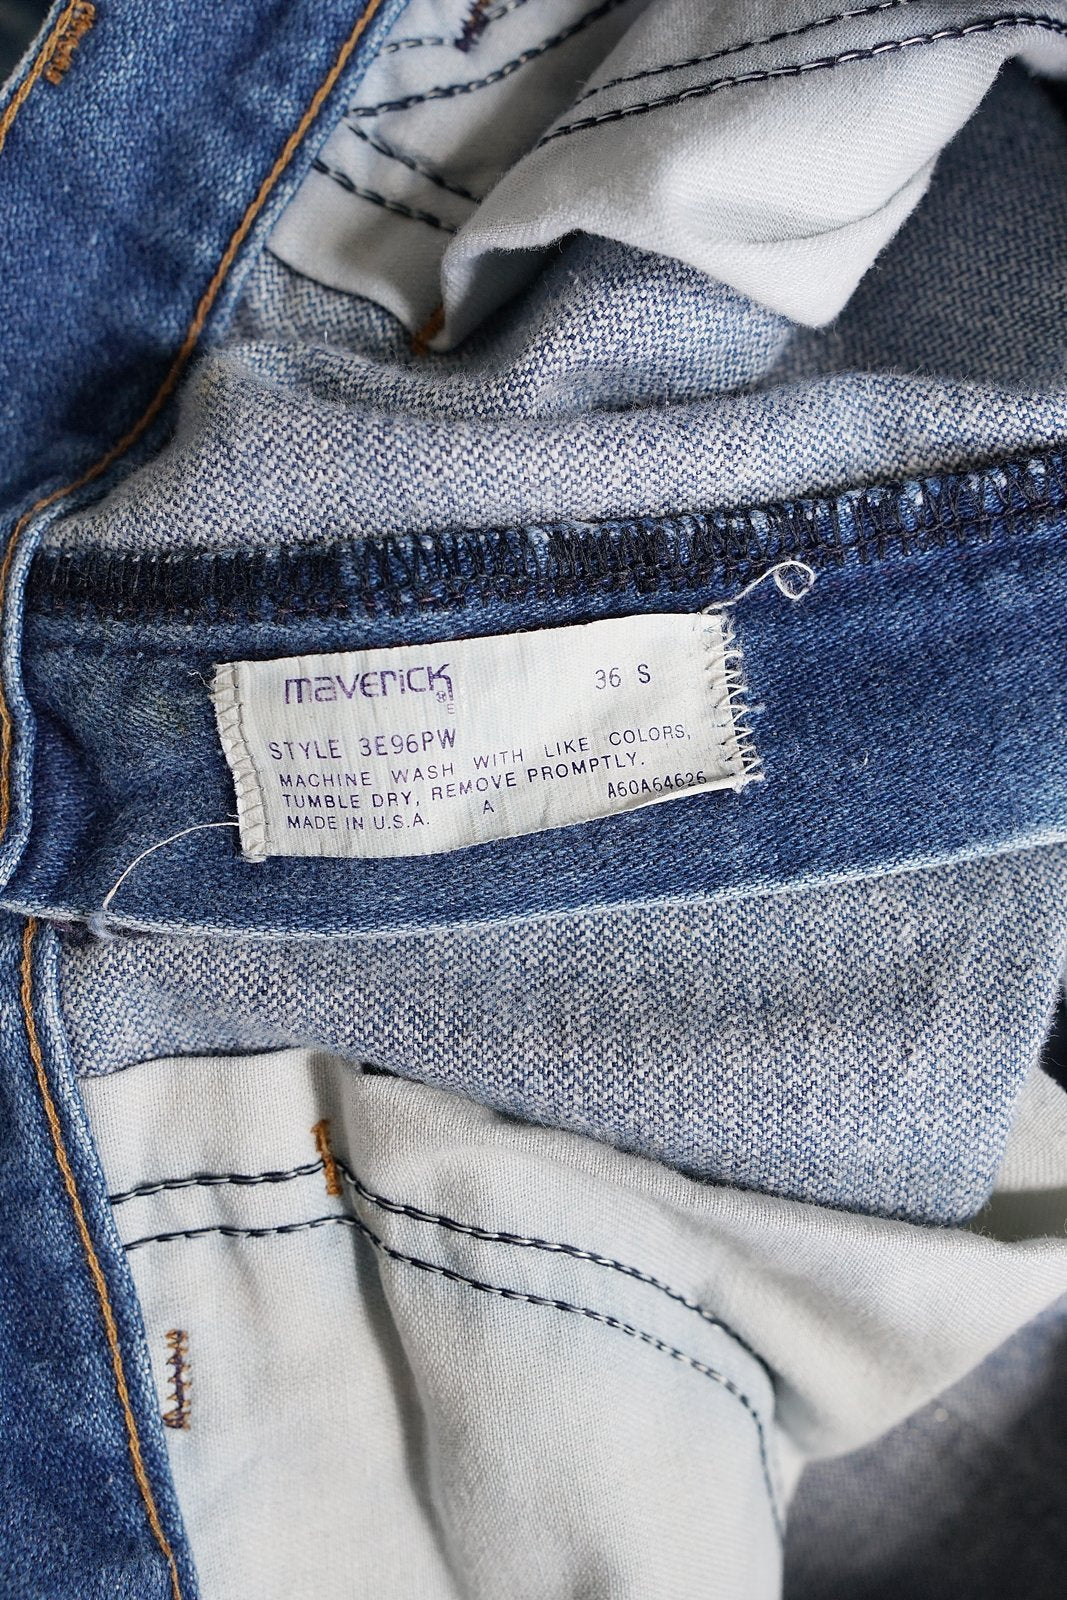 maverick ® 36 S
E
STYLE 3E96PW
MACHINE WASH WITH LIKE COLORS,
TUMBLE DRY, REMOVE PROMPTLY.
MADE IN U.S.A. A A60A64626